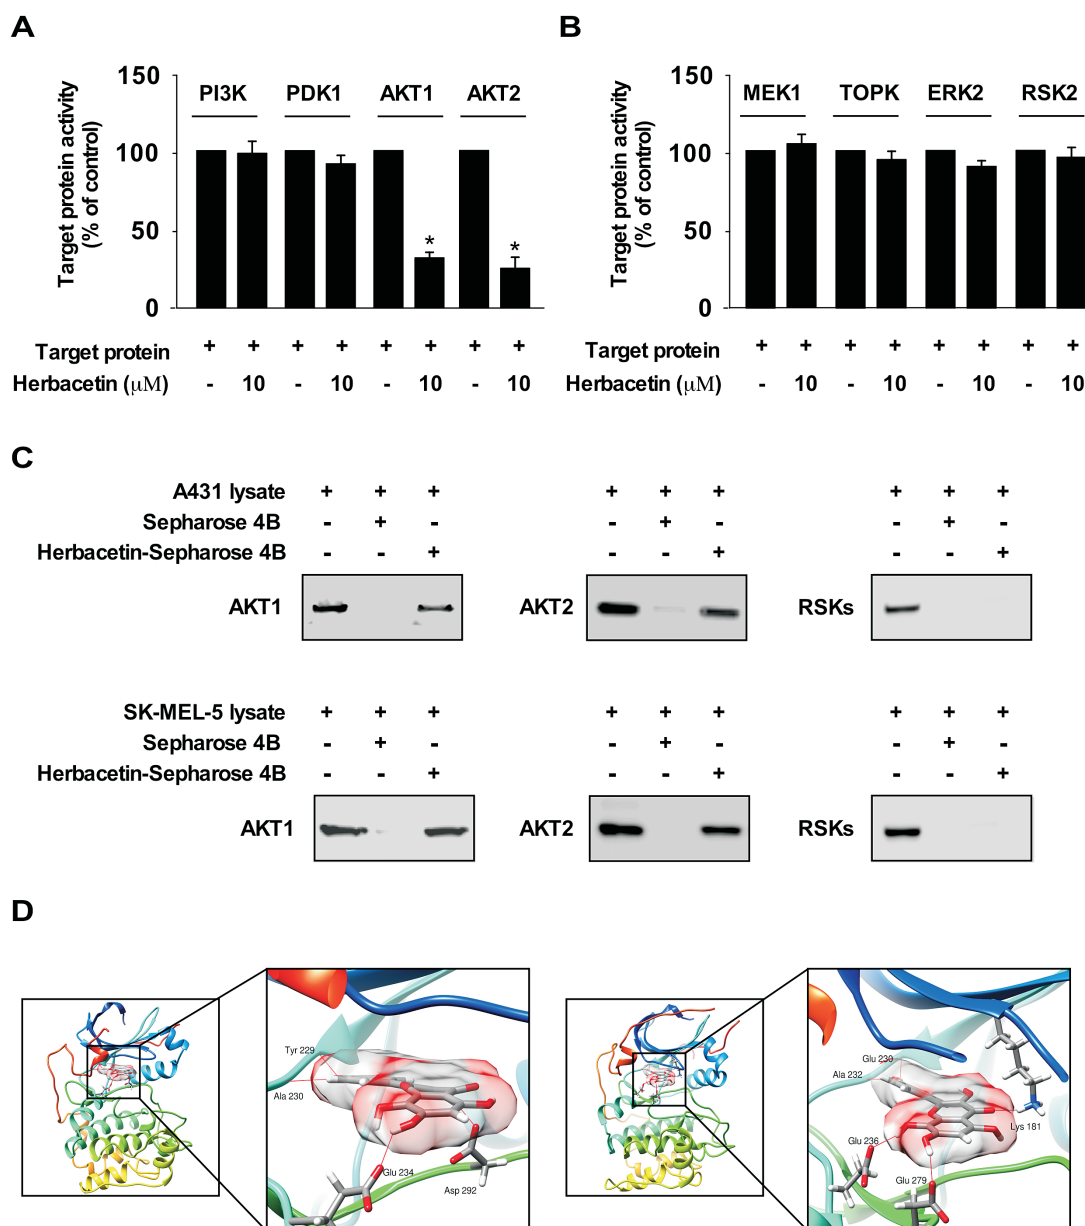 A
150
100
50
0
Target protein activity
(% of control)
PI3K PDK1 AKT1 AKT2
*
*
Target protein + + + + + + + +
Herbacetin (μM) - 10 - 10 - 10 - 10
B
150
100
50
0
Target protein activity
(% of control)
MEK1 TOPK ERK2 RSK2
Target protein + + + + + + + +
Herbacetin (μM) - 10 - 10 - 10 - 10
C
A431 lysate + + + + + + + + +
Sepharose 4B - + - - + - - + -
Herbacetin-Sepharose 4B - - + - - + - - +
AKT1 AKT2 RSKs
SK-MEL-5 lysate + + + + + + + + +
Sepharose 4B - + - - + - - + -
Herbacetin-Sepharose 4B - - + - - + - - +
AKT1 AKT2 RSKs
D
Tyr 229
Ala 230
Glu 234
Asp 292
Glu 230
Ala 232
Lys 181
Glu 236
Glu 279